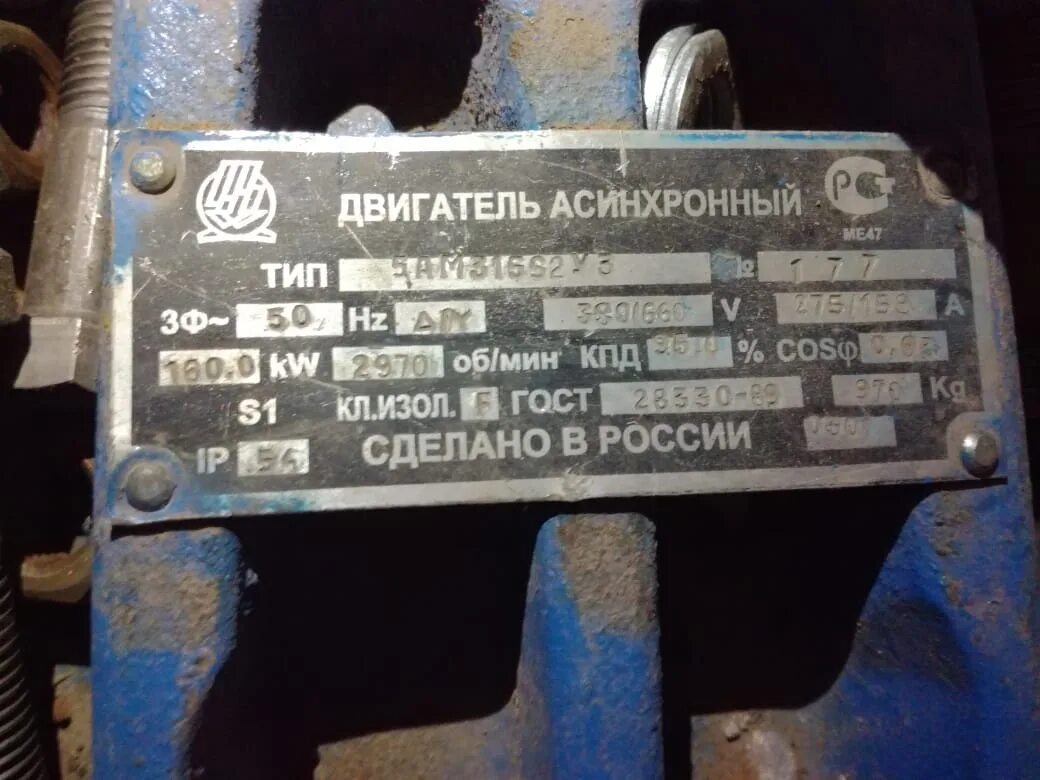 РСТ
МЕ47
ДВИГАТЕЛЬ АСИНХРОННЫЙ
ТИП 5АМ316S2У3 № 177
3Ф~ 50 Hz Δ/Y 380/660 V 275/158 A
160.0 kW 2970 об/мин КПД % COSφ
S1 КЛ.ИЗОЛ. F ГОСТ 28330-89 970 Kg
IP 54 СДЕЛАНО В РОССИИ